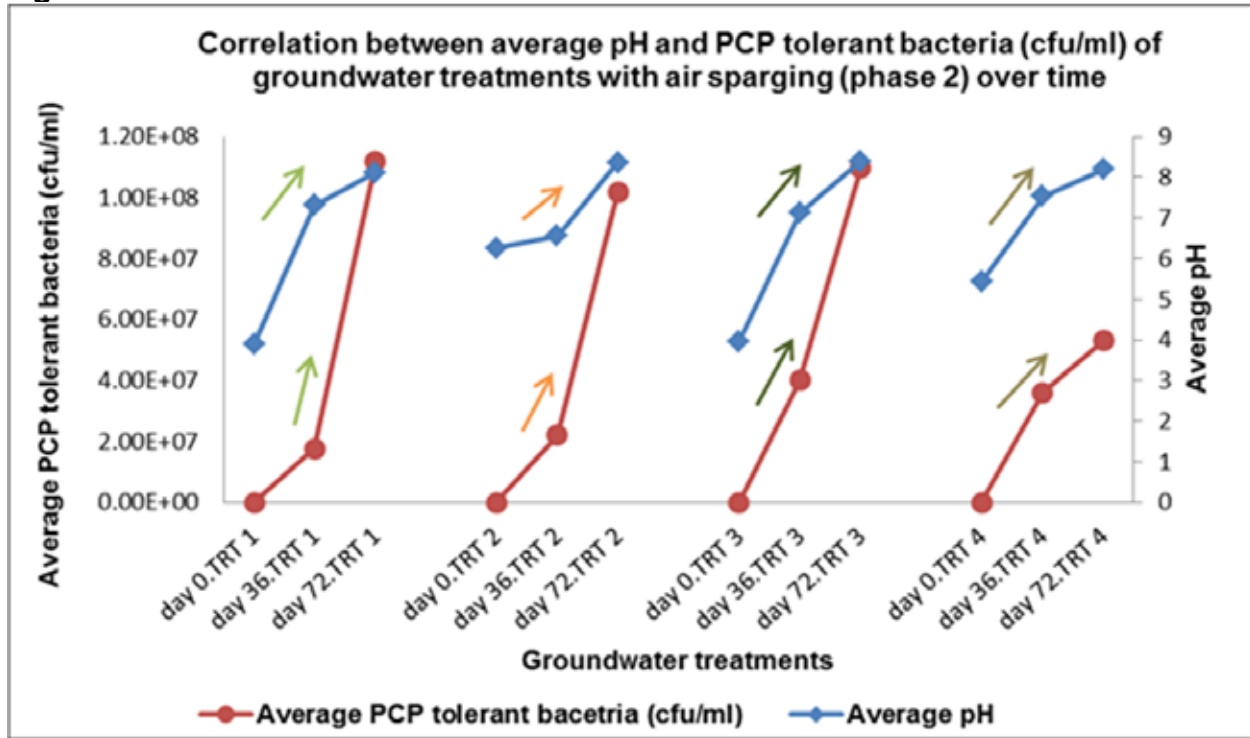 Correlation between average pH and PCP tolerant bacteria (cfu/ml) of
groundwater treatments with air sparging (phase 2) over time
Average PCP tolerant bacteria (cfu/ml)
1.20E+08
1.00E+08
8.00E+07
6.00E+07
4.00E+07
2.00E+07
0.00E+00
9
8
7
6
5
4
3
2
1
0
Average pH
day 0.TRT 1
day 36.TRT 1
day 72.TRT 1
day 0.TRT 2
day 36.TRT 2
day 72.TRT 2
day 0.TRT 3
day 36.TRT 3
day 72.TRT 3
day 0.TRT 4
day 36.TRT 4
day 72.TRT 4
Groundwater treatments
Average PCP tolerant bacetria (cfu/ml)
Average pH